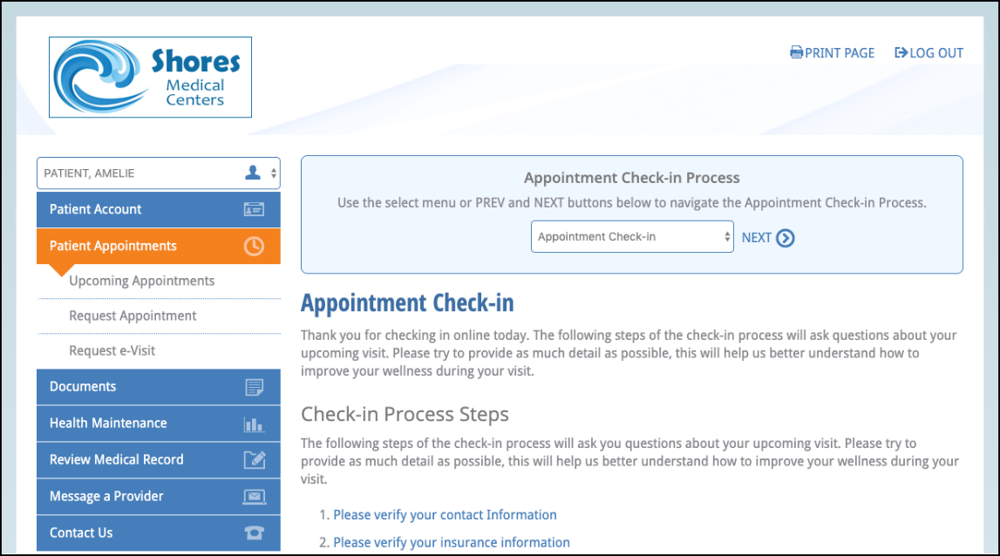 Shores
Medical
Centers
PRINT PAGE
LOG OUT
PATIENT, AMELIE
Patient Account
Patient Appointments
Upcoming Appointments
Request Appointment
Request e-Visit
Documents
Health Maintenance
Review Medical Record
Message a Provider
Contact Us
Appointment Check-in Process
Use the select menu or PREV and NEXT buttons below to navigate the Appointment Check-in Process.
Appointment Check-in
NEXT
Appointment Check-in
Thank you for checking in online today. The following steps of the check-in process will ask questions about your
upcoming visit. Please try to provide as much detail as possible, this will help us better understand how to
improve your wellness during your visit.
Check-in Process Steps
The following steps of the check-in process will ask you questions about your upcoming visit. Please try to
provide as much detail as possible, this will help us better understand how to improve your wellness during your
visit.
1. Please verify your contact Information
2. Please verify your insurance information